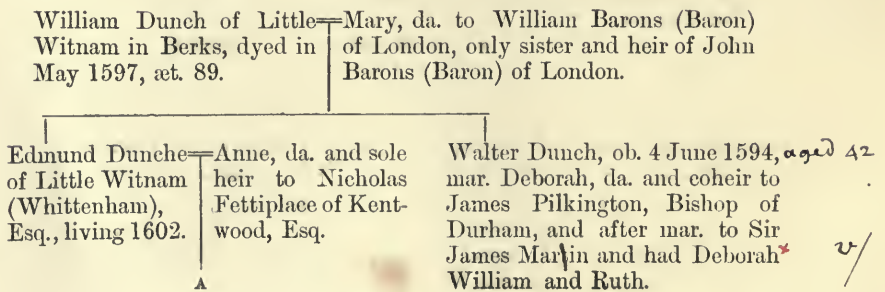 William Dunch of Little
Witnam in Berks, dyed in
May 1597, æt. 89.
Mary, da. to William Barons (Baron)
of London, only sister and heir of John
Barons (Baron) of London.
Edmund Dunche
of Little Witnam
(Whittenham),
Esq., living 1602.
Anne, da. and sole
heir to Nicholas
Fettiplace of Kent-
wood, Esq.
A
Walter Dunch, ob. 4 June 1594, aged 42
mar. Deborah, da. and coheir to
James Pilkington, Bishop of
Durham, and after mar. to Sir
James Martin and had Deborah x
William and Ruth.
v/